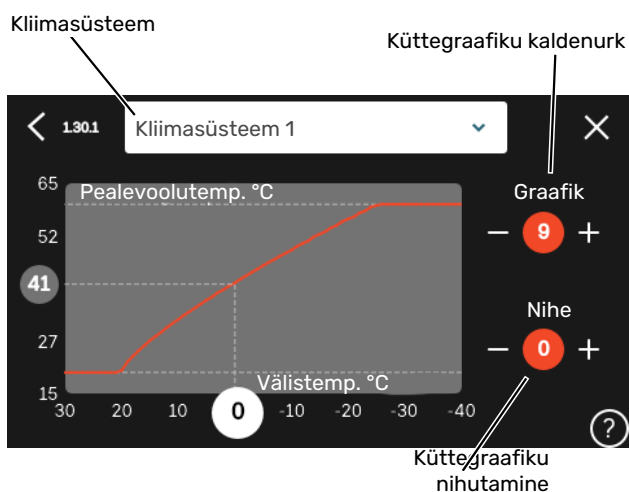 Kliimasüsteem
Küttegraafiku kaldenurk
1.30.1
Kliimasüsteem 1
65
Pealevoolutemp. °C
Graafik
52
9
41
Nihe
27
0
Välistemp. °C
15
30 20 10 0 -10 -20 -30 -40
?
Küttegraafiku
nihutamine